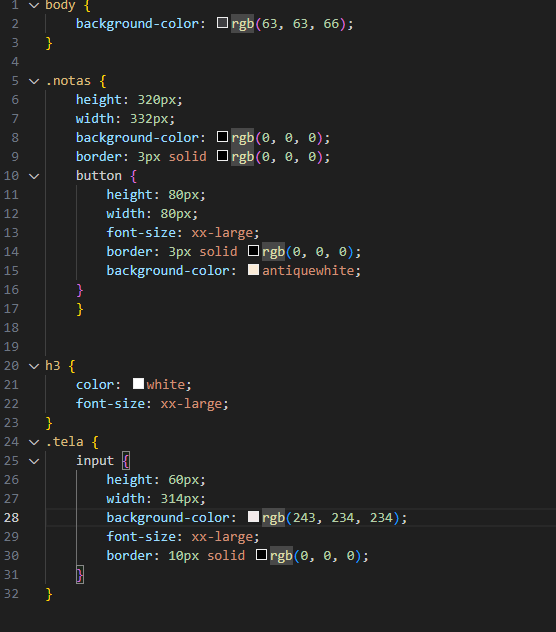 1 body {
2     background-color: rgb(63, 63, 66);
3 }
4
5 .notas {
6     height: 320px;
7     width: 332px;
8     background-color: rgb(0, 0, 0);
9     border: 3px solid rgb(0, 0, 0);
10     button {
11         height: 80px;
12         width: 80px;
13         font-size: xx-large;
14         border: 3px solid rgb(0, 0, 0);
15         background-color: antiquewhite;
16     }
17     }
18
19
20 h3 {
21     color: white;
22     font-size: xx-large;
23 }
24 .tela {
25     input {
26         height: 60px;
27         width: 314px;
28         background-color: rgb(243, 234, 234);
29         font-size: xx-large;
30         border: 10px solid rgb(0, 0, 0);
31     }
32 }